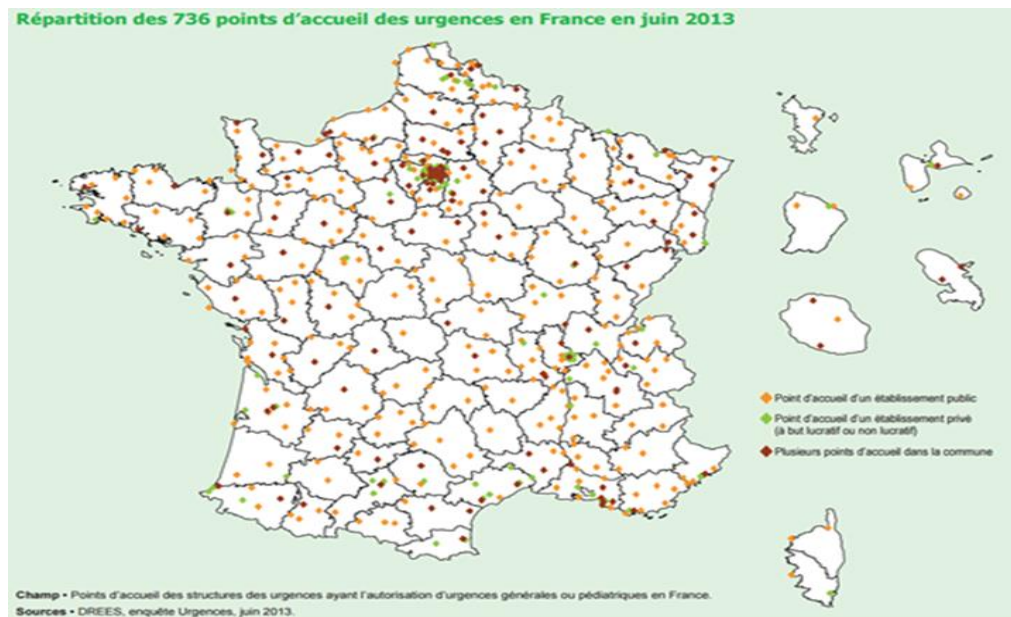 Répartition des 736 points d'accueil des urgences en France en juin 2013
Point d'accueil d'un établissement public
Point d'accueil d'un établissement privé
(à but lucratif ou non lucratif)
Plusieurs points d'accueil dans la commune
Champ • Points d'accueil des structures des urgences ayant l'autorisation d'urgences générales ou pédiatriques en France.
Sources • DREES, enquête Urgences, juin 2013.